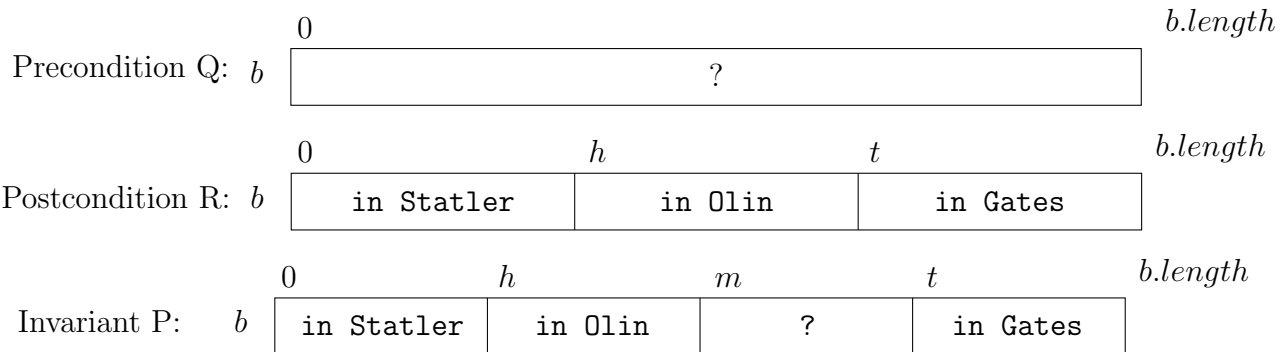 0 b.length
Precondition Q: b ?
0 h t b.length
Postcondition R: b in Statler in Olin in Gates
0 h m t b.length
Invariant P: b in Statler in Olin ? in Gates